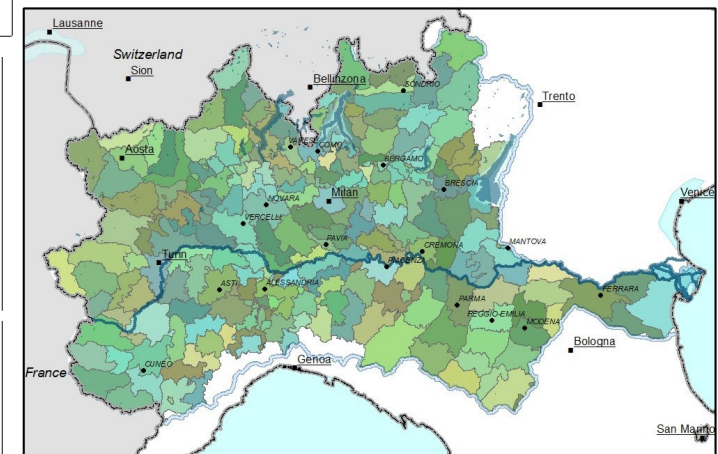 Lausanne
Switzerland
Sion
Bellinzona
SONDRIO
Trento
Aosta
VARESE
COMO
BERGAMO
BRESCIA
Milan
NOVARA
Venice
VERCELLI
PAVIA
CREMONA
MANTOVA
Turin
PIACENZA
ASTI
ALESSANDRIA
FERRARA
PARMA
REGGIO-EMILIA
MODENA
Bologna
Genoa
CUNEO
France
San Marino